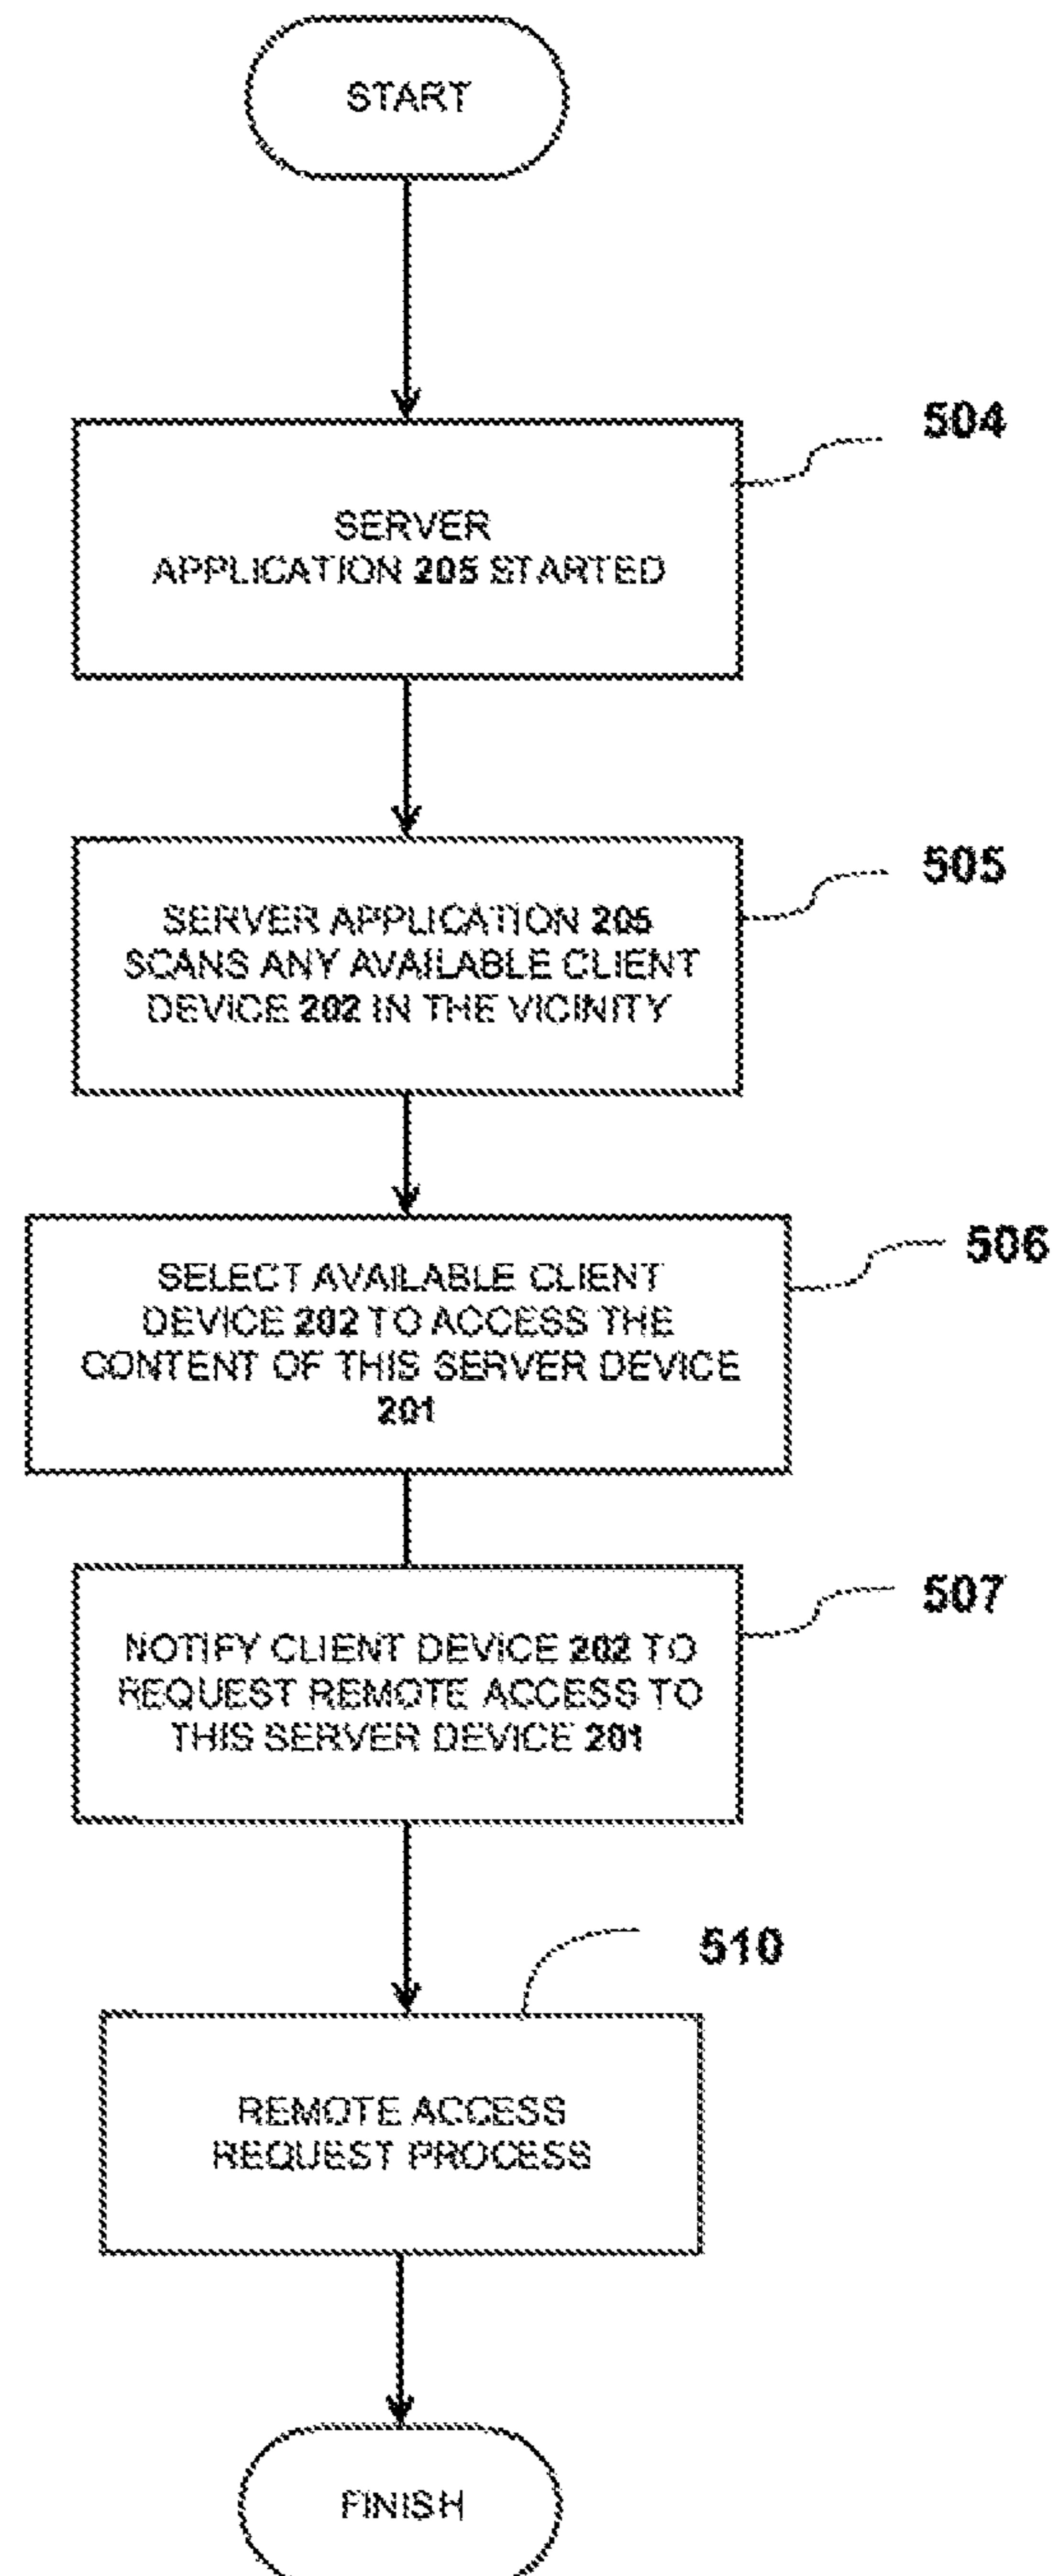 START
504
SERVER
APPLICATION 205 STARTED
505
SERVER APPLICATION 205
SCANS ANY AVAILABLE CLIENT
DEVICE 202 IN THE VICINITY
506
SELECT AVAILABLE CLIENT
DEVICE 202 TO ACCESS THE
CONTENT OF THIS SERVER DEVICE
201
507
NOTIFY CLIENT DEVICE 202 TO
REQUEST REMOTE ACCESS TO
THIS SERVER DEVICE 201
510
REMOTE ACCESS
REQUEST PROCESS
FINISH